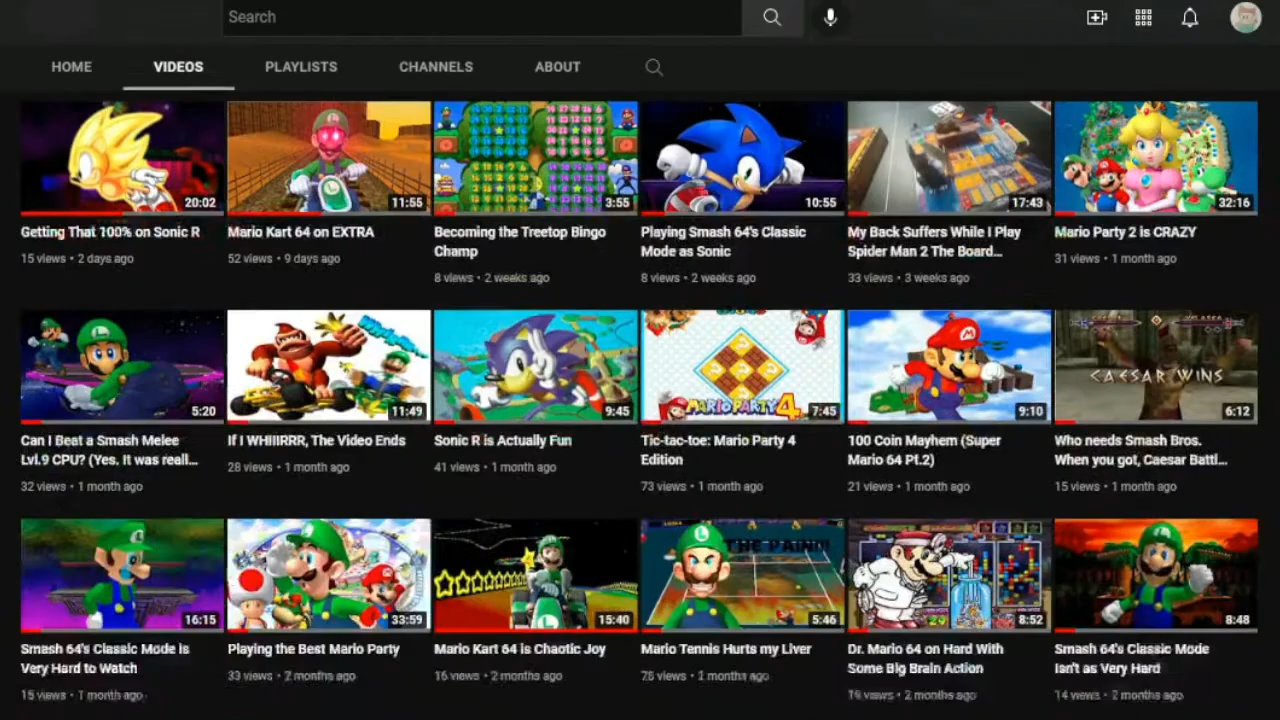 Search
HOME VIDEOS PLAYLISTS CHANNELS ABOUT
20:02 11:55 3:55 10:55 17:43 32:16
Getting That 100% on Sonic R
15 views • 2 days ago
Mario Kart 64 on EXTRA
52 views • 9 days ago
Becoming the Treetop Bingo
Champ
8 views • 2 weeks ago
Playing Smash 64's Classic
Mode as Sonic
8 views • 2 weeks ago
My Back Suffers While I Play
Spider Man 2 The Board...
33 views • 3 weeks ago
Mario Party 2 is CRAZY
31 views • 1 month ago
MARIO PARTY 4
CAESAR WINS
5:20 11:49 9:45 7:45 9:10 6:12
Can I Beat a Smash Melee
Lvl.9 CPU? (Yes. It was reall...
32 views • 1 month ago
If I WHIIIRRR, The Video Ends
28 views • 1 month ago
Sonic R is Actually Fun
41 views • 1 month ago
Tic-tac-toe: Mario Party 4
Edition
73 views • 1 month ago
100 Coin Mayhem (Super
Mario 64 Pt.2)
21 views • 1 month ago
Who needs Smash Bros.
When you got, Caesar Battl...
15 views • 1 month ago
THE PAIN!!!
16:15 33:59 15:40 5:46 8:52 8:48
Smash 64's Classic Mode is
Very Hard to Watch
15 views • 1 month ago
Playing the Best Mario Party
33 views • 2 months ago
Mario Kart 64 is Chaotic Joy
16 views • 2 months ago
Mario Tennis Hurts my Liver
views • 2 months ago
Dr. Mario 64 on Hard With
Some Big Brain Action
views • 2 months ago
Smash 64's Classic Mode
Isn't as Very Hard
14 views • 2 months ago